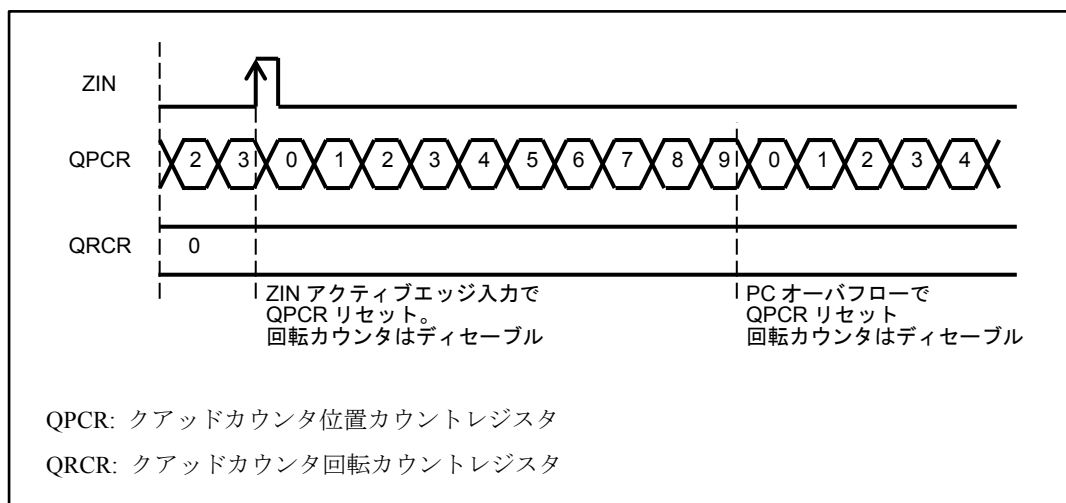 ZIN
QPCR 2 3 0 1 2 3 4 5 6 7 8 9 0 1 2 3 4
QRCR 0
ZIN アクティブエッジ入力で
QPCR リセット。
回転カウンタはディセーブル
PC オーバフローで
QPCR リセット
回転カウンタはディセーブル
QPCR: クアッドカウンタ位置カウントレジスタ
QRCR: クアッドカウンタ回転カウントレジスタ